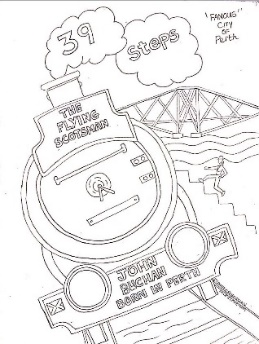 39
Steps
"FAMOUS"
City
OF
Perth
THE
FLYING
SCOTSMAN
JOHN
BUCHAN
BORN IN PERTH